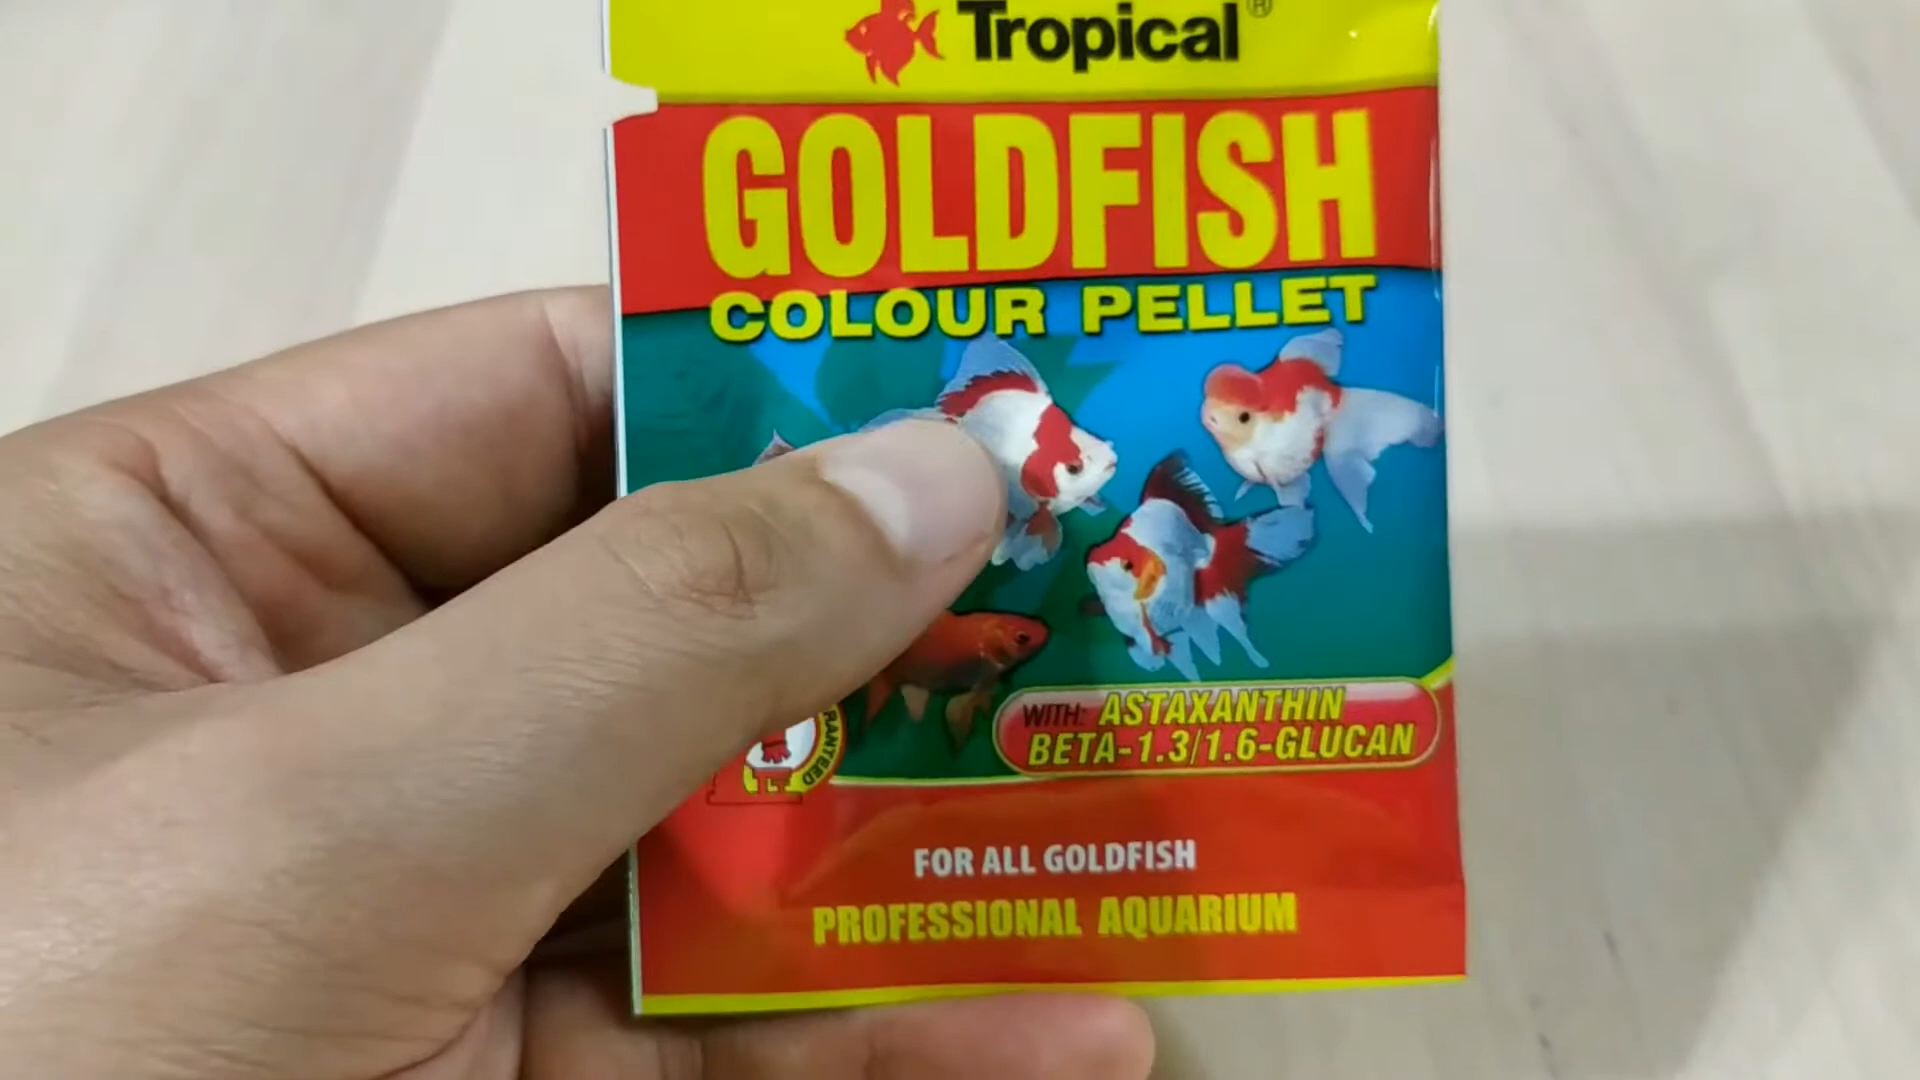 Tropical®
GOLDFISH
COLOUR PELLET
WITH: ASTAXANTHIN
BETA-1.3/1.6-GLUCAN
FOR ALL GOLDFISH
PROFESSIONAL AQUARIUM